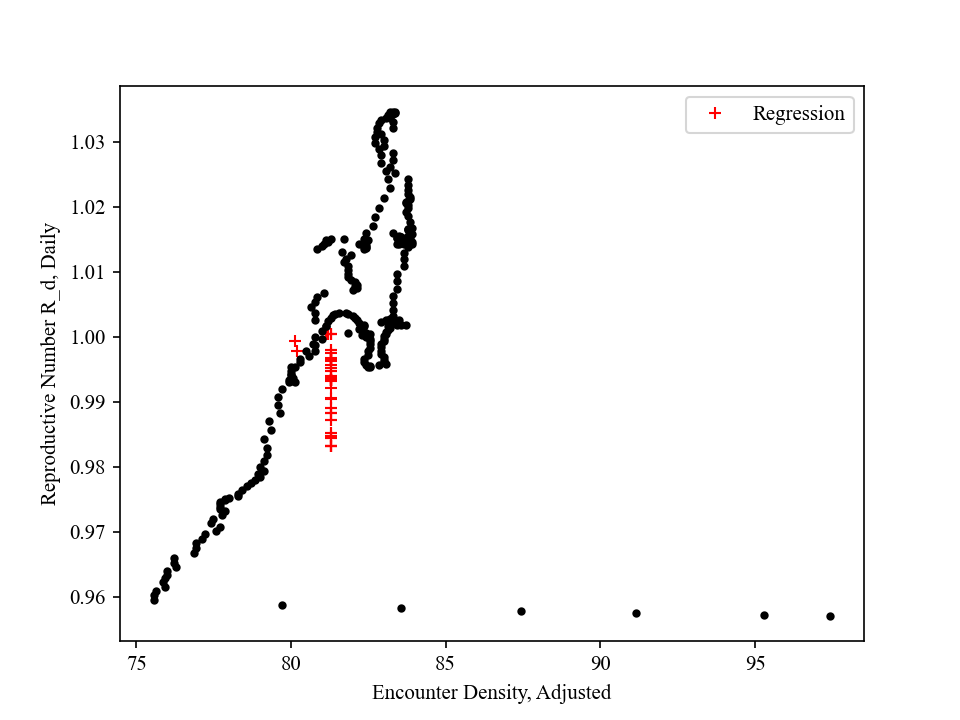 Regression
1.03
1.02
1.01
1.00
0.99
0.98
0.97
0.96
Reproductive Number R_d, Daily
75 80 85 90 95
Encounter Density, Adjusted